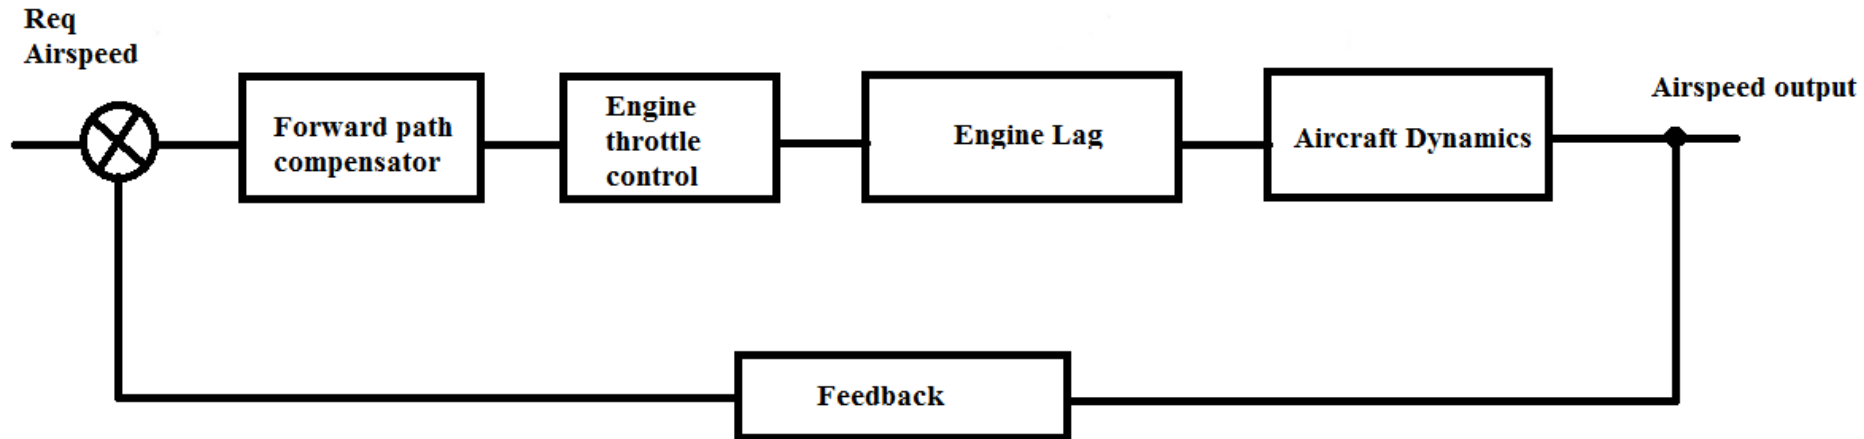 Req
Airspeed
Forward path
compensator
Engine
throttle
control
Engine Lag
Aircraft Dynamics
Airspeed output
Feedback